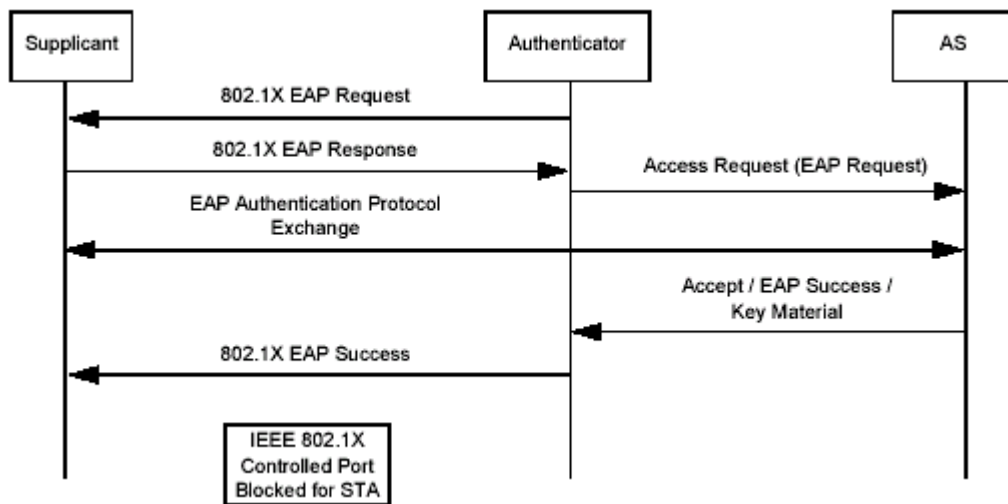 Supplicant
Authenticator
AS
802.1X EAP Request
802.1X EAP Response
Access Request (EAP Request)
EAP Authentication Protocol
Exchange
Accept / EAP Success /
Key Material
802.1X EAP Success
IEEE 802.1X
Controlled Port
Blocked for STA